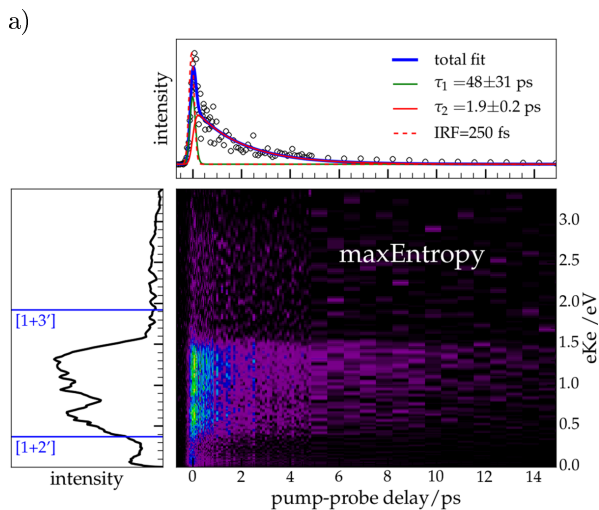 a)
intensity
total fit
τ₁ =48±31 ps
τ₂ =1.9±0.2 ps
IRF=250 fs
maxEntropy
[1+3′]
[1+2′]
intensity
3.0
2.5
2.0
1.5
1.0
0.5
0.0
eKe /eV
0 2 4 6 8 10 12 14
pump-probe delay/ps